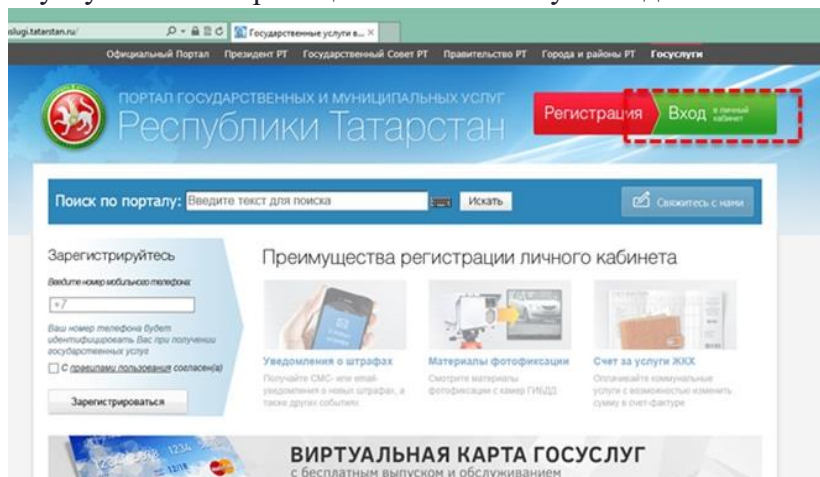 slugi.tatarstan.ru/
Государственные услуги в...
Официальный Портал Президент РТ Государственный Совет РТ Правительство РТ Города и районы РТ Госуслуги
ПОРТАЛ ГОСУДАРСТВЕННЫХ И МУНИЦИПАЛЬНЫХ УСЛУГ
Республики Татарстан
Регистрация
Вход в личный кабинет
Поиск по порталу: Введите текст для поиска Искать Свяжитесь с нами
Зарегистрируйтесь
Введите номер мобильного телефона:
+7
Ваш номер телефона будет
идентифицировать Вас при получении
государственных услуг
С правилами пользования согласен(а)
Зарегистрироваться
Преимущества регистрации личного кабинета
Уведомления о штрафах
Получайте СМС- или email-
уведомления о новых штрафах, а
также других событиях
Материалы фотофиксации
Смотрите материалы
фотофиксации с камер ГИБДД
Счет за услуги ЖКХ
Оплачивайте коммунальные
услуги с возможностью изменить
сумму в счет-фактуре
1234 1234
12/18
ВИРТУАЛЬНАЯ КАРТА ГОСУСЛУГ
с бесплатным выпуском и обслуживанием